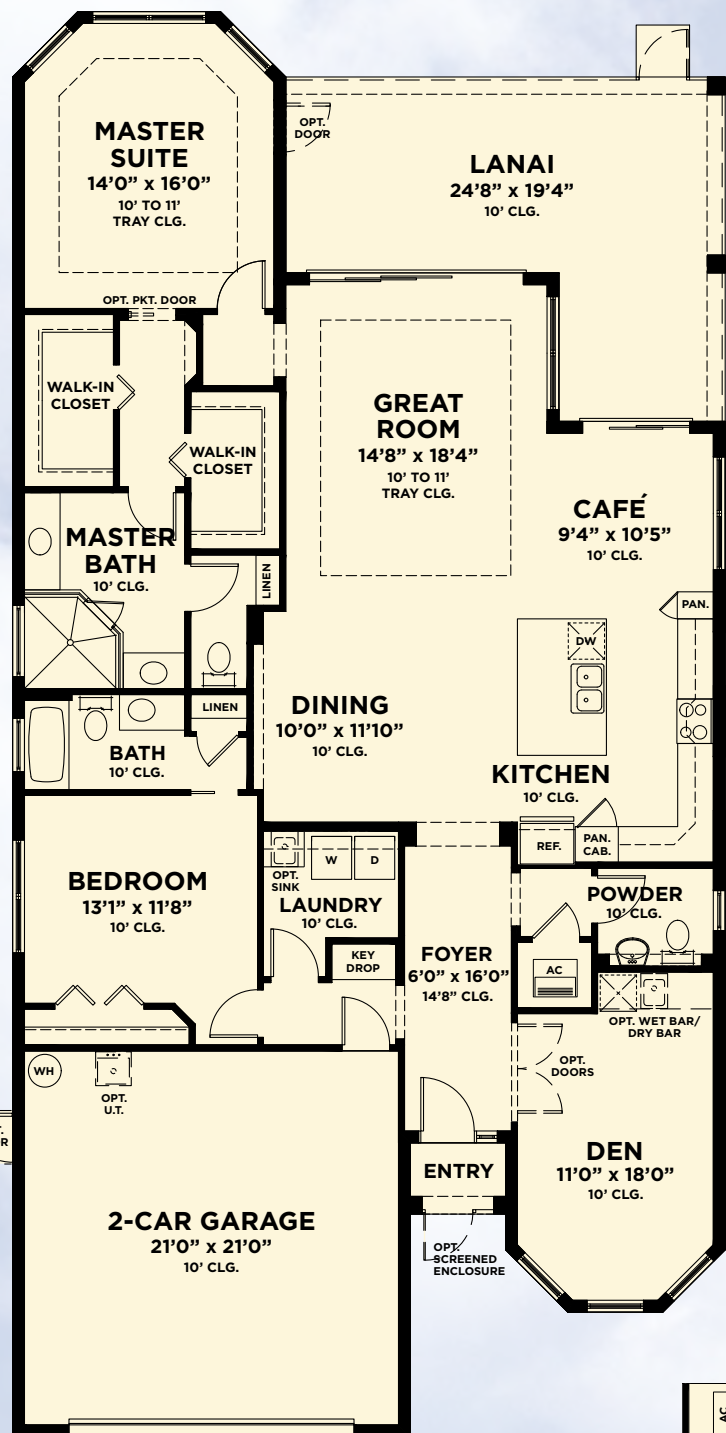 MASTER
SUITE
14’0” x 16’0”
10’ TO 11’
TRAY CLG.
OPT.
DOOR
LANAI
24’8” x 19’4”
10’ CLG.
OPT. PKT. DOOR
WALK-IN
CLOSET
WALK-IN
CLOSET
GREAT
ROOM
14’8” x 18’4”
10’ TO 11’
TRAY CLG.
CAFÉ
9’4” x 10’5”
10’ CLG.
MASTER
BATH
10’ CLG.
LINEN
PAN.
DW
DINING
10’0” x 11’10”
10’ CLG.
LINEN
BATH
10’ CLG.
KITCHEN
10’ CLG.
REF.
PAN.
CAB.
BEDROOM
13’1” x 11’8”
10’ CLG.
OPT.
SINK
W
D
LAUNDRY
10’ CLG.
KEY
DROP
FOYER
6’0” x 16’0”
14’8” CLG.
POWDER
10’ CLG.
AC
OPT. WET BAR/
DRY BAR
OPT.
DOORS
WH
OPT.
U.T.
DEN
11’0” x 18’0”
10’ CLG.
ENTRY
2-CAR GARAGE
21’0” x 21’0”
10’ CLG.
OPT.
SCREENED
ENCLOSURE
AC